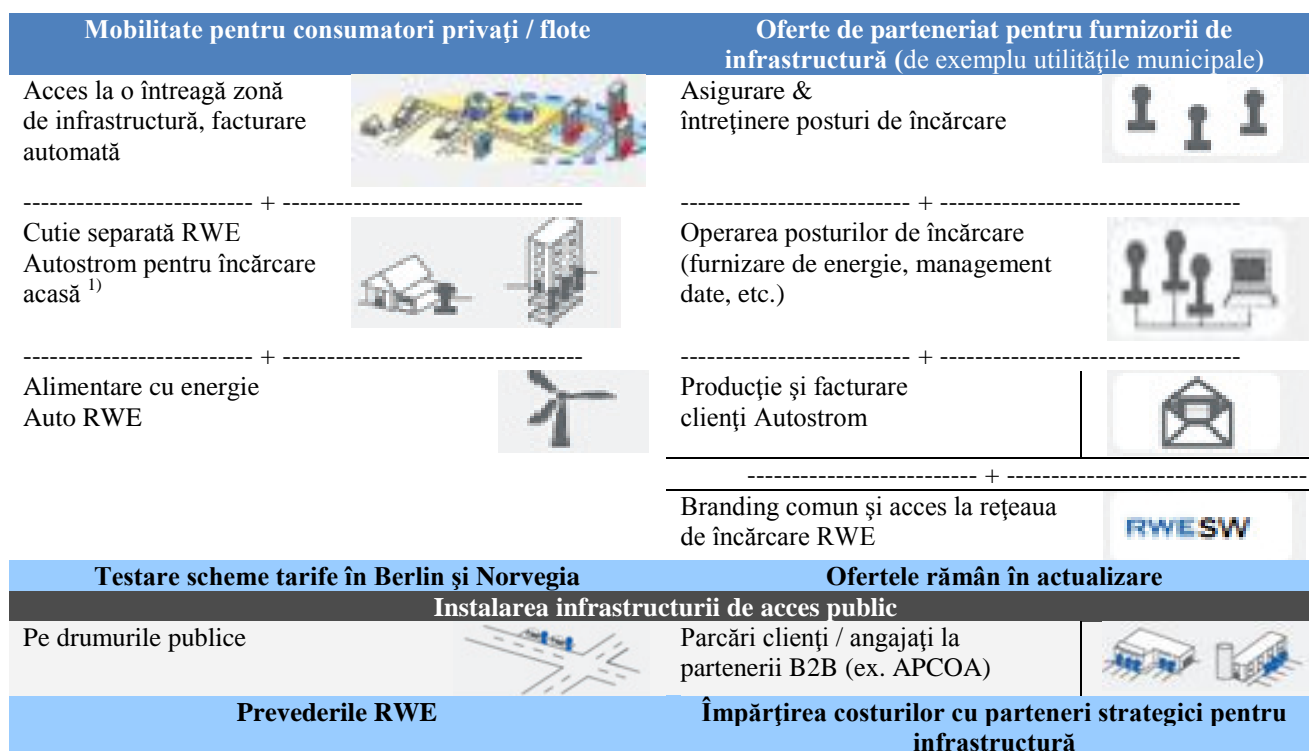 Mobilitate pentru consumatori privaţi / flote
Oferte de parteneriat pentru furnizorii de
infrastructură (de exemplu utilităţile municipale)
Acces la o întreagă zonă
de infrastructură, facturare
automată
Asigurare &
întreţinere posturi de încărcare
-------------------------- + ----------------------------------
-------------------------- + ----------------------------------
Cutie separată RWE
Autostrom pentru încărcare
acasă 1)
Operarea posturilor de încărcare
(furnizare de energie, management
date, etc.)
-------------------------- + ----------------------------------
-------------------------- + ----------------------------------
Alimentare cu energie
Auto RWE
Producţie şi facturare
clienţi Autostrom
-------------------------- + ----------------------------------
Branding comun şi acces la reţeaua
de încărcare RWE
RWESW
Testare scheme tarife în Berlin şi Norvegia
Ofertele rămân în actualizare
Instalarea infrastructurii de acces public
Pe drumurile publice
Parcări clienţi / angajaţi la
partenerii B2B (ex. APCOA)
Prevederile RWE
Împărţirea costurilor cu parteneri strategici pentru
infrastructură